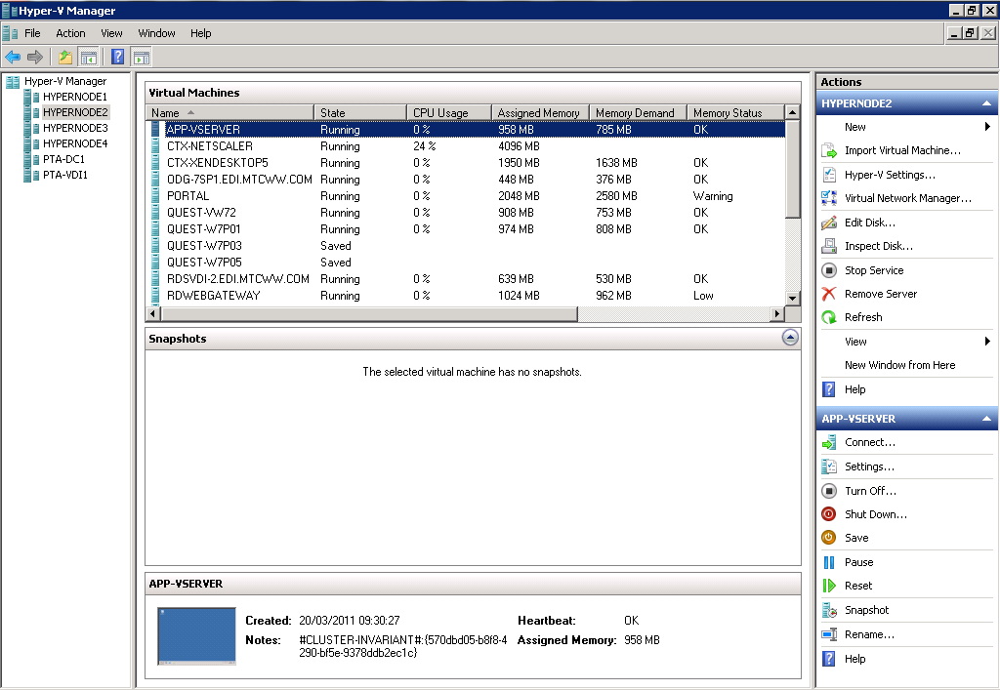 Hyper-V Manager
File Action View Window Help
Hyper-V Manager
HYPERNODE1
HYPERNODE2
HYPERNODE3
HYPERNODE4
PTA-DC1
PTA-VDI1
Virtual Machines
Name State CPU Usage Assigned Memory Memory Demand Memory Status
APP-VSERVER Running 0 % 958 MB 785 MB OK
CTX-NETSCALER Running 24 % 4096 MB
CTX-XENDESKTOP5 Running 0 % 1950 MB 1638 MB OK
ODG-7SP1.EDI.MTCWW.COM Running 0 % 448 MB 376 MB OK
PORTAL Running 0 % 2048 MB 2580 MB Warning
QUEST-VW72 Running 0 % 908 MB 753 MB OK
QUEST-W7P01 Running 0 % 974 MB 808 MB OK
QUEST-W7P03 Saved
QUEST-W7P05 Saved
RDSVDI-2.EDI.MTCWW.COM Running 0 % 639 MB 530 MB OK
RDWEBGATEWAY Running 0 % 1024 MB 962 MB Low
Snapshots
The selected virtual machine has no snapshots.
APP-VSERVER
Created: 20/03/2011 09:30:27 Heartbeat: OK
Notes: #CLUSTER-INVARIANT#:{570dbd05-b8f8-4 Assigned Memory: 958 MB
290-bf5e-9378ddb2ec1c}
Actions
HYPERNODE2
New
Import Virtual Machine...
Hyper-V Settings...
Virtual Network Manager...
Edit Disk...
Inspect Disk...
Stop Service
Remove Server
Refresh
View
New Window from Here
Help
APP-VSERVER
Connect...
Settings...
Turn Off...
Shut Down...
Save
Pause
Reset
Snapshot
Rename...
Help